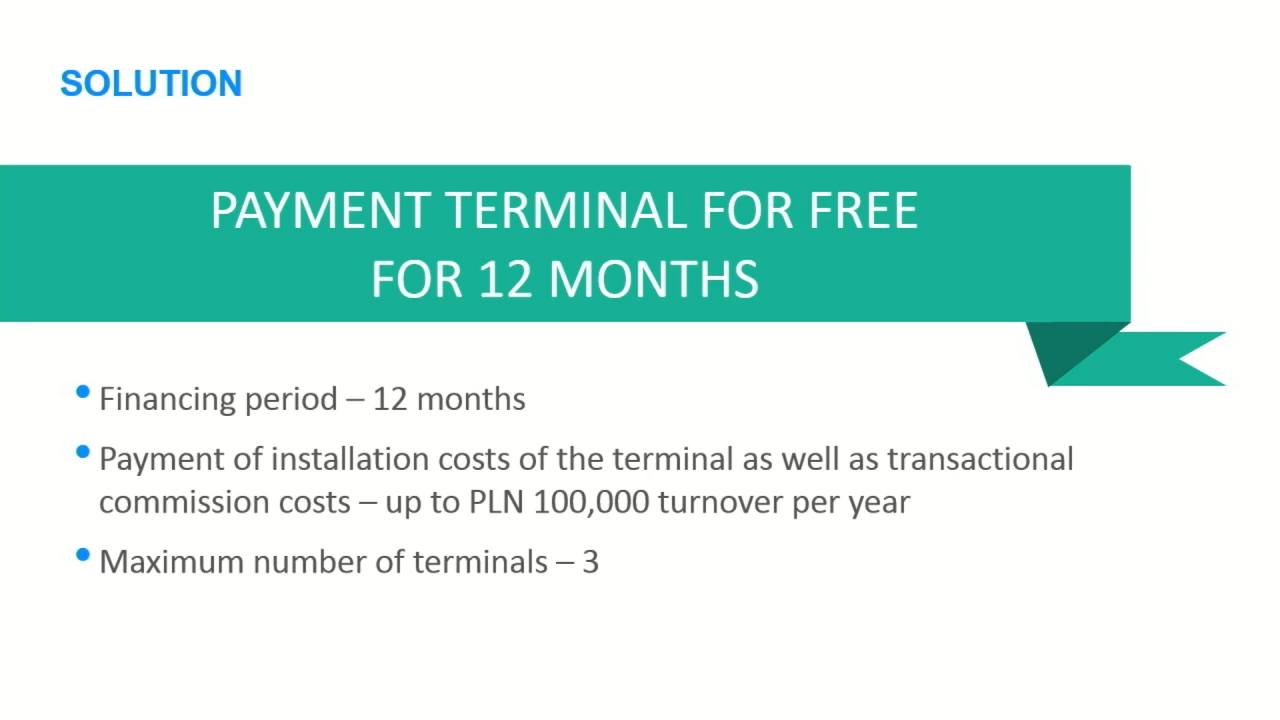 SOLUTION
PAYMENT TERMINAL FOR FREE
FOR 12 MONTHS
• Financing period – 12 months
• Payment of installation costs of the terminal as well as transactional
commission costs – up to PLN 100,000 turnover per year
• Maximum number of terminals – 3